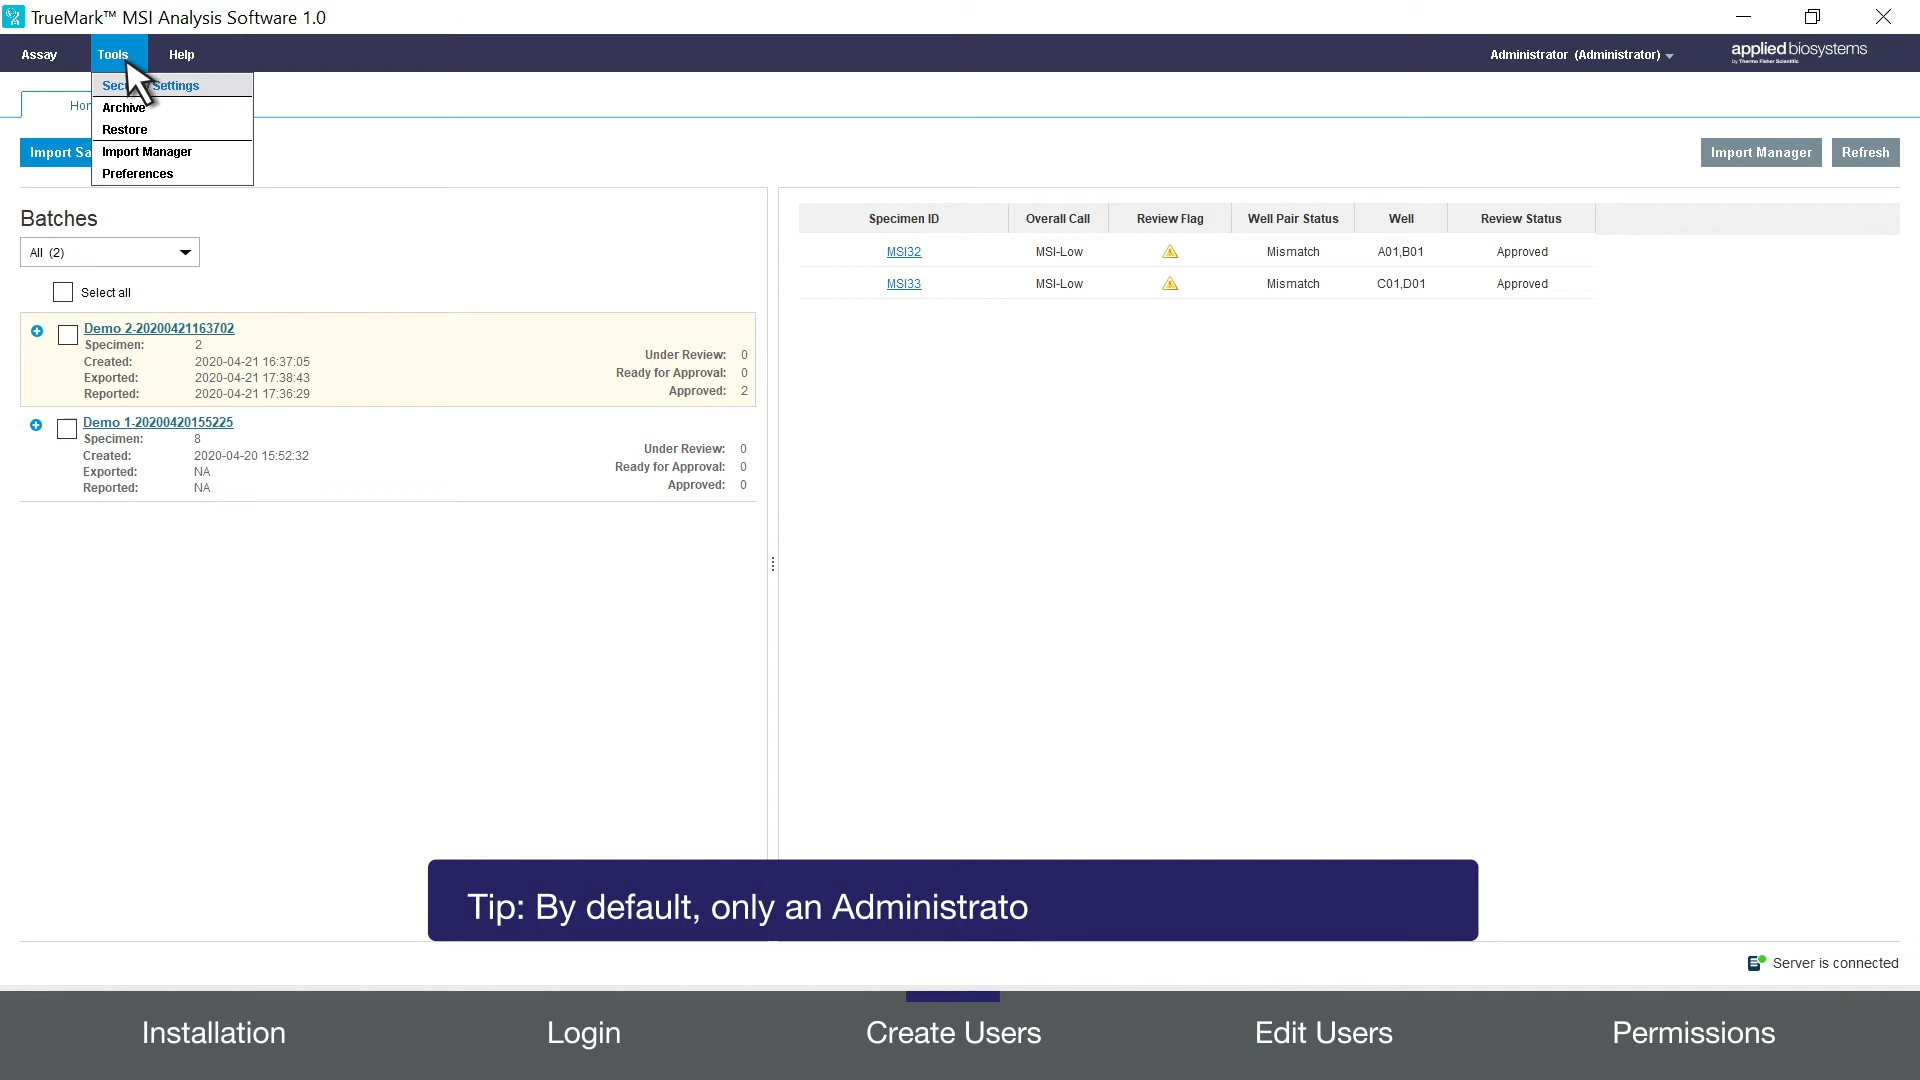 TrueMark™ MSI Analysis Software 1.0
Assay Tools Help Administrator (Administrator) applied biosystems
by Thermo Fisher Scientific
Settings
Archive
Restore
Import Manager
Preferences
Import Manager Refresh
Batches
All (2)
Select all
Demo 2-20200421163702
Specimen: 2
Created: 2020-04-21 16:37:05
Exported: 2020-04-21 17:38:43
Reported: 2020-04-21 17:36:29
Under Review: 0
Ready for Approval: 0
Approved: 2
Demo 1-20200420155225
Specimen: 8
Created: 2020-04-20 15:52:32
Exported: NA
Reported: NA
Under Review: 0
Ready for Approval: 0
Approved: 0
Specimen ID Overall Call Review Flag Well Pair Status Well Review Status
MSI32 MSI-Low Mismatch A01,B01 Approved
MSI33 MSI-Low Mismatch C01,D01 Approved
Tip: By default, only an Administrato
Server is connected
Installation Login Create Users Edit Users Permissions